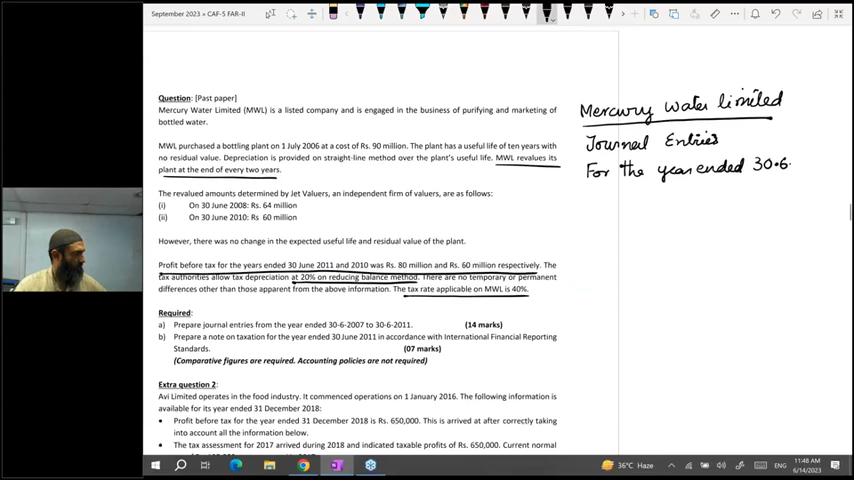 September 2023 » CAF-5 FAR-II
Question: [Past paper]
Mercury Water Limited (MWL) is a listed company and is engaged in the business of purifying and marketing of
bottled water.
MWL purchased a bottling plant on 1 July 2006 at a cost of Rs. 90 million. The plant has a useful life of ten years with
no residual value. Depreciation is provided on straight-line method over the plant's useful life. MWL revalues its
plant at the end of every two years.
The revalued amounts determined by Jet Valuers, an independent firm of valuers, are as follows:
(i) On 30 June 2008: Rs. 64 million
(ii) On 30 June 2010: Rs 60 million
However, there was no change in the expected useful life and residual value of the plant.
Profit before tax for the years ended 30 June 2011 and 2010 was Rs. 80 million and Rs. 60 million respectively. The
tax authorities allow tax depreciation at 20% on reducing balance method. There are no temporary or permanent
differences other than those apparent from the above information. The tax rate applicable on MWL is 40%.
Required:
a) Prepare journal entries from the year ended 30-6-2007 to 30-6-2011. (14 marks)
b) Prepare a note on taxation for the year ended 30 June 2011 in accordance with International Financial Reporting
Standards. (07 marks)
(Comparative figures are required. Accounting policies are not required)
Extra question 2:
Avi Limited operates in the food industry. It commenced operations on 1 January 2016. The following information is
available for its year ended 31 December 2018:
• Profit before tax for the year ended 31 December 2018 is Rs. 650,000. This is arrived at after correctly taking
into account all the information below.
• The tax assessment for 2017 arrived during 2018 and indicated taxable profits of Rs. 650,000. Current normal
Mercury Water limited
Journal Entries
For the year ended 30.6.
36°C Haze
ENG
11:48 AM
6/14/2023